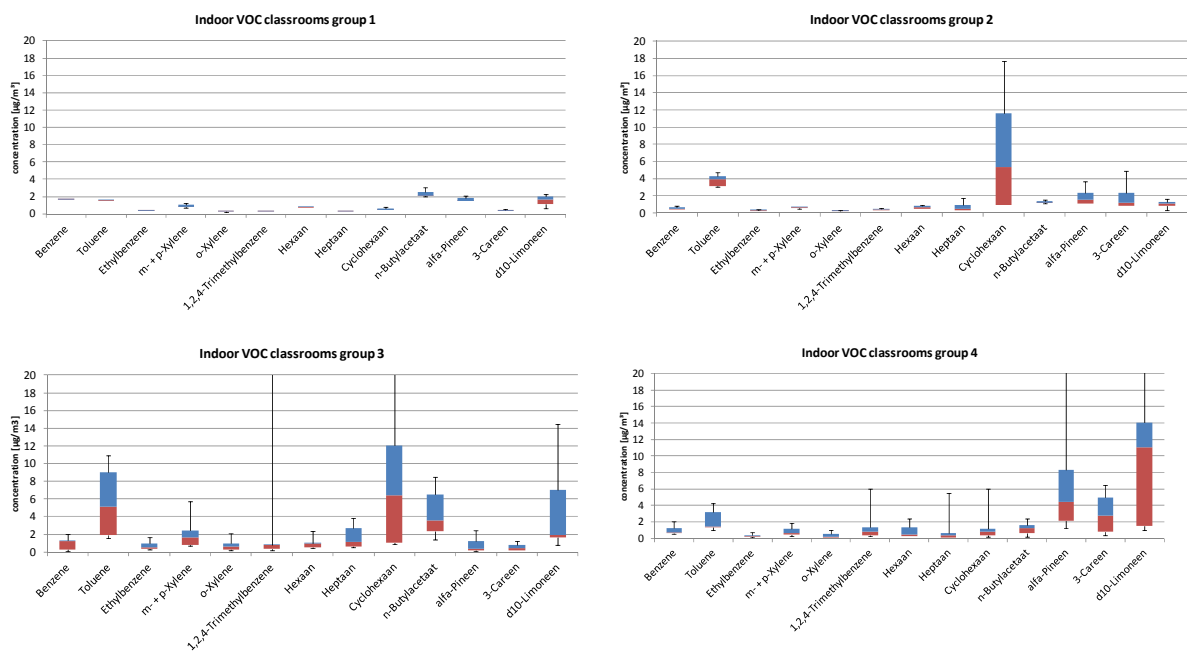 Indoor VOC classrooms group 1
concentration [µg/m³]
20
18
16
14
12
10
8
6
4
2
0
Benzene
Toluene
Ethylbenzene
m- + p-Xylene
o-Xylene
1,2,4-Trimethylbenzene
Hexaan
Heptaan
Cyclohexaan
n-Butylacetaat
alfa-Pineen
3-Careen
d10-Limoneen
Indoor VOC classrooms group 2
concentration [µg/m³]
20
18
16
14
12
10
8
6
4
2
0
Benzene
Toluene
Ethylbenzene
m- + p-Xylene
o-Xylene
1,2,4-Trimethylbenzene
Hexaan
Heptaan
Cyclohexaan
n-Butylacetaat
alfa-Pineen
3-Careen
d10-Limoneen
Indoor VOC classrooms group 3
concentration [µg/m3]
20
18
16
14
12
10
8
6
4
2
0
Benzene
Toluene
Ethylbenzene
m- + p-Xylene
o-Xylene
1,2,4-Trimethylbenzene
Hexaan
Heptaan
Cyclohexaan
n-Butylacetaat
alfa-Pineen
3-Careen
d10-Limoneen
Indoor VOC classrooms group 4
concentration [µg/m³]
20
18
16
14
12
10
8
6
4
2
0
Benzene
Toluene
Ethylbenzene
m- + p-Xylene
o-Xylene
1,2,4-Trimethylbenzene
Hexaan
Heptaan
Cyclohexaan
n-Butylacetaat
alfa-Pineen
3-Careen
d10-Limoneen